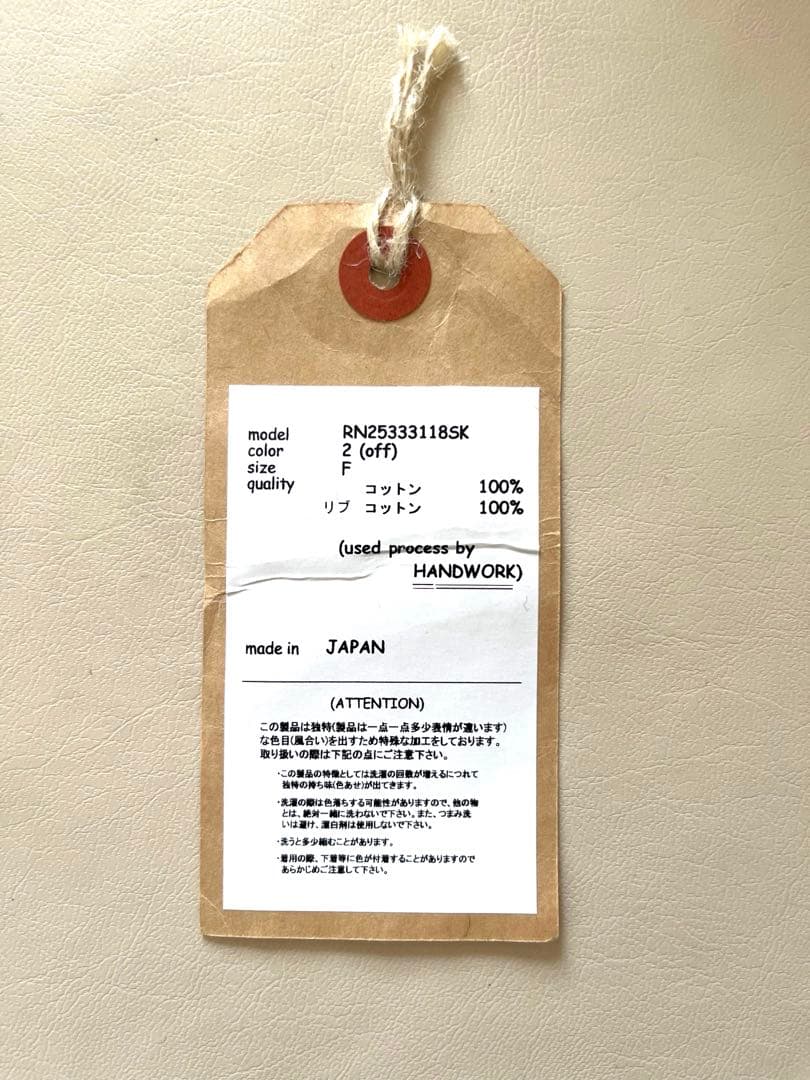 model RN25333118SK
color 2 (off)
size F
quality コットン 100%
リブ コットン 100%
(used process by
HANDWORK)
made in JAPAN
(ATTENTION)
この製品は独特(製品は一点一点多少表情が違います)
な色目(風合い)を出すため特殊な加工をしております。
取り扱いの際は下記の点にご注意下さい。
・この製品の特徴としては洗濯の回数が増えるにつれて
独特の持ち味(色あせ)が出てきます。
・洗濯の際は色落ちする可能性がありますので、他の物
とは、絶対一緒に洗わないで下さい。また、つまみ洗
いは避け、漂白剤は使用しないで下さい。
・洗うと多少縮むことがあります。
・着用の際、下着等に色が付着することがありますので
あらかじめご注意して下さい。